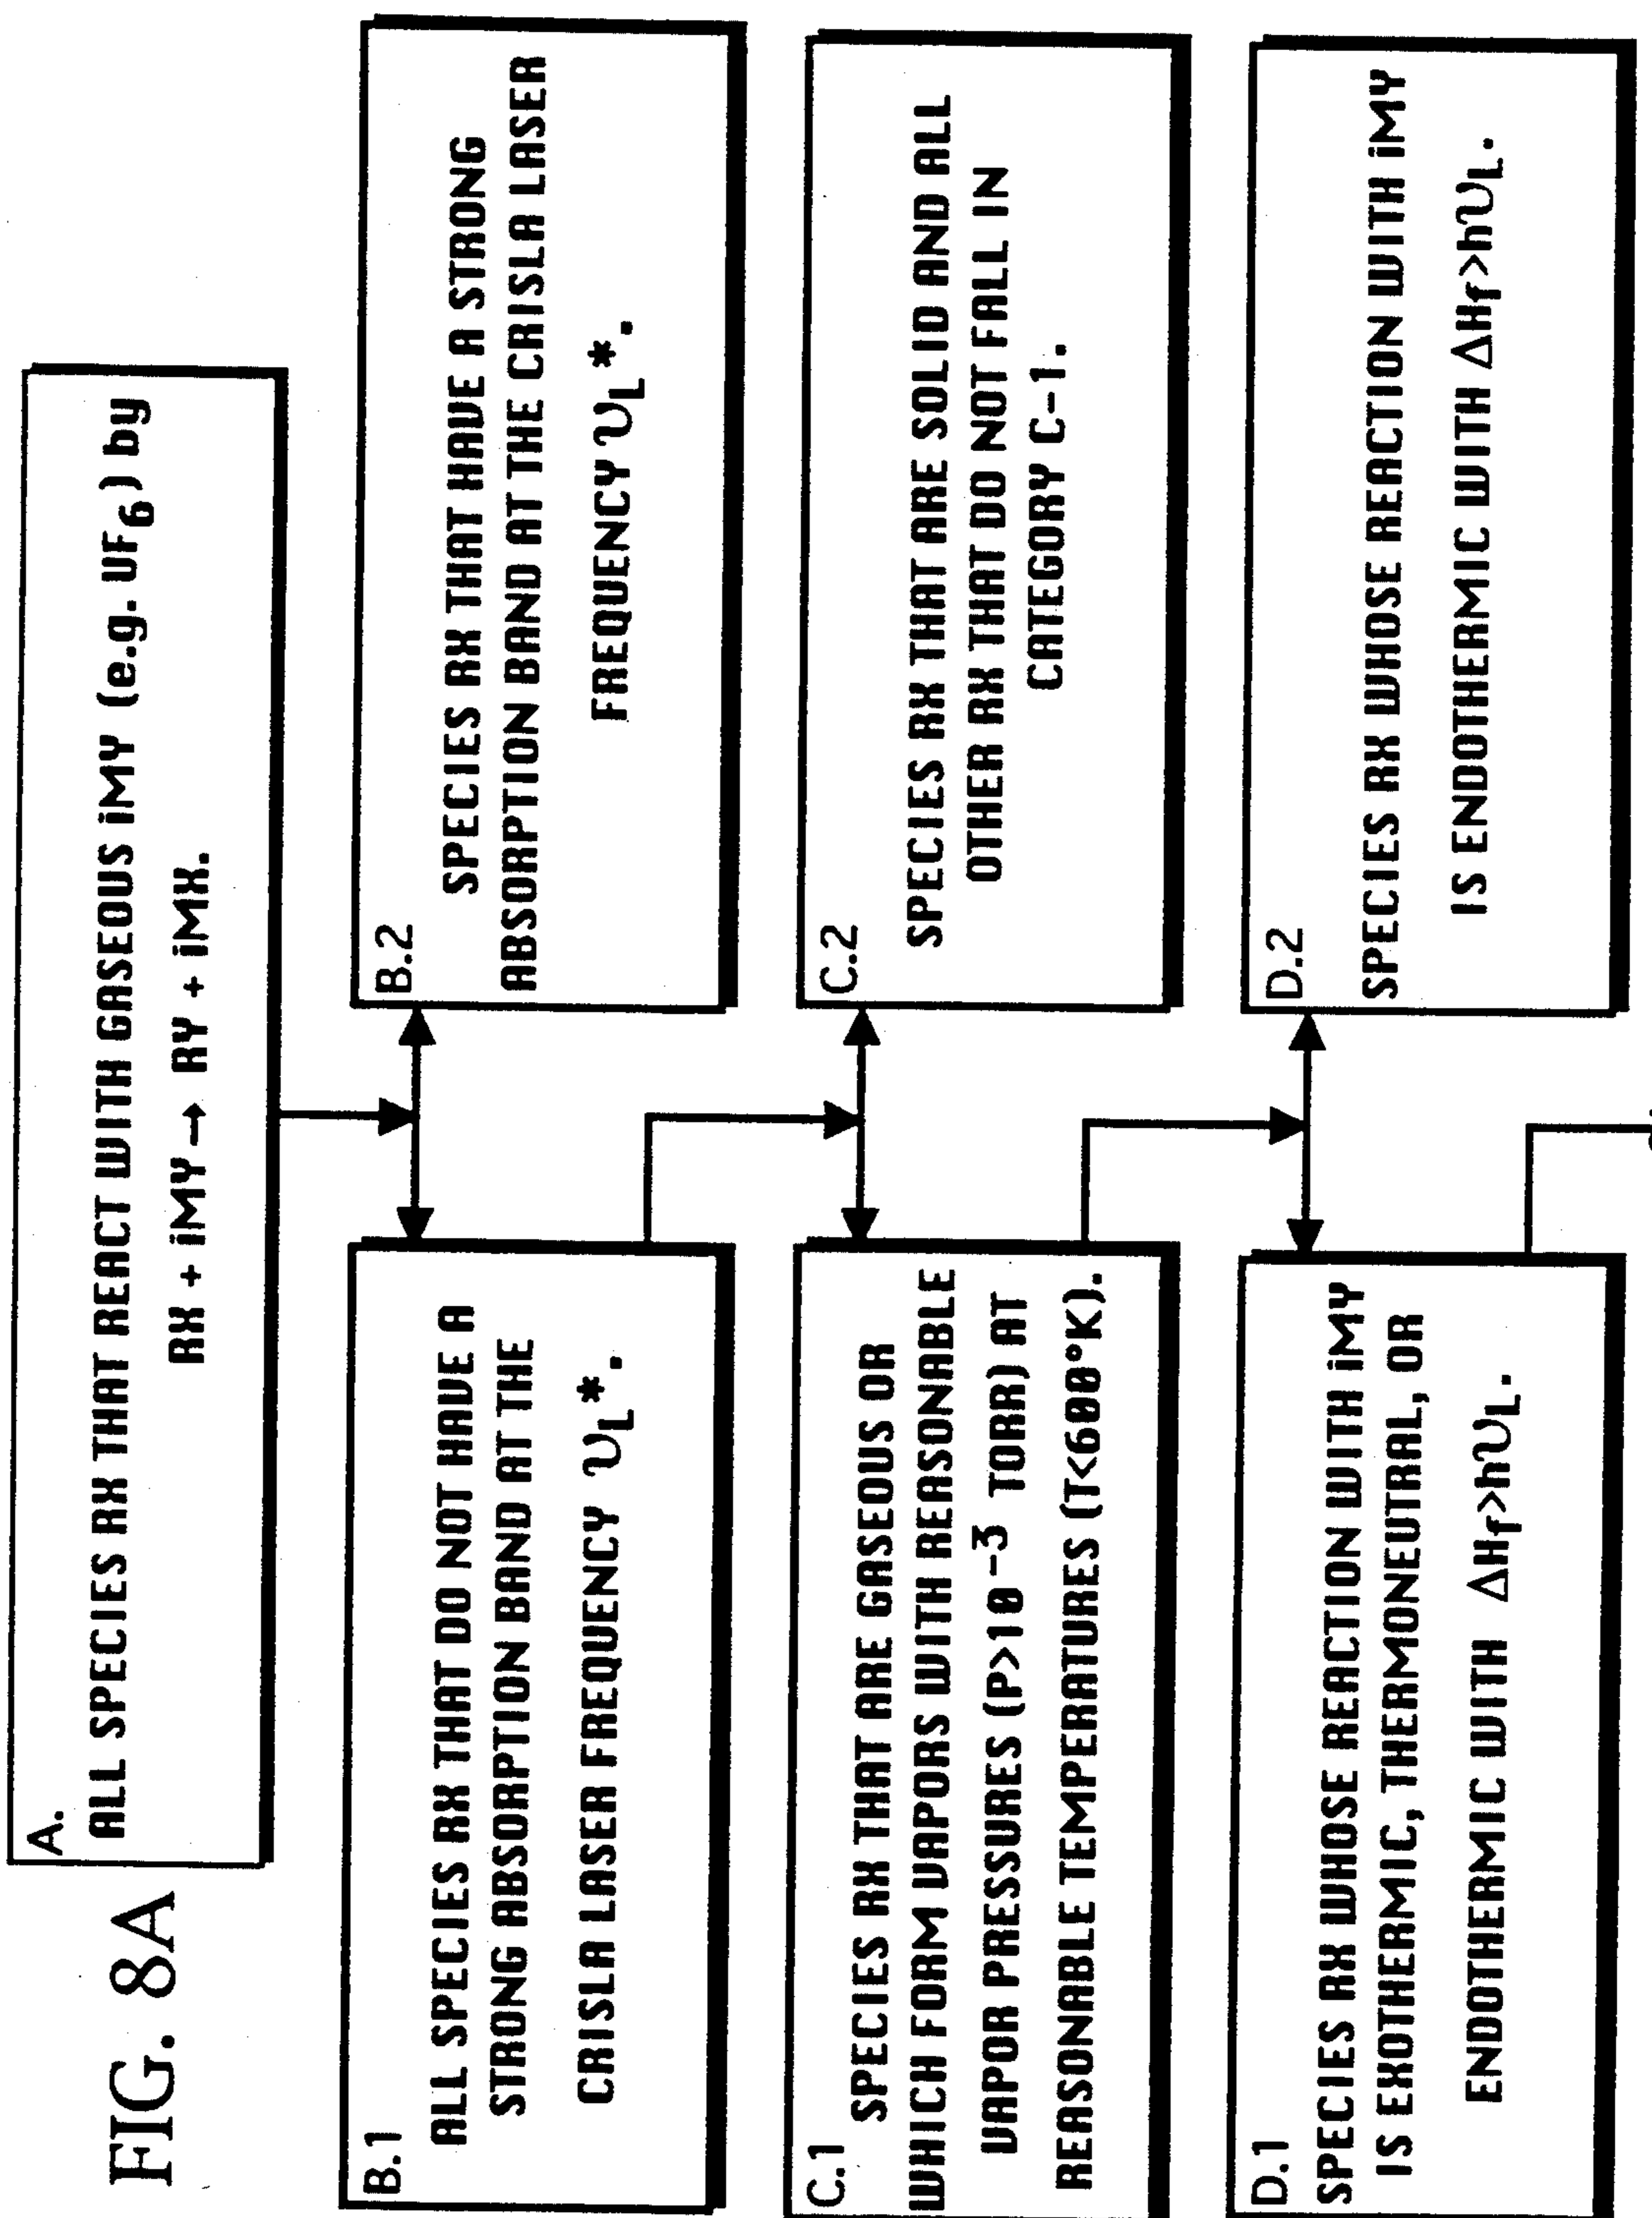 FIG. 8A
A.
ALL SPECIES RX THAT REACT WITH GASEOUS iMY (e.g. UF₆) by
RX + iMY → RY + iMX.
B.1
ALL SPECIES RX THAT DO NOT HAVE A
STRONG ABSORPTION BAND AT THE
CRISLA LASER FREQUENCY 𝜐L*.
B.2
SPECIES RX THAT HAVE A STRONG
ABSORPTION BAND AT THE CRISLA LASER
FREQUENCY 𝜐L*.
C.1
SPECIES RX THAT ARE GASEOUS OR
WHICH FORM VAPORS WITH REASONABLE
VAPOR PRESSURES (P>10⁻³ TORR) AT
REASONABLE TEMPERATURES (T<600°K).
C.2
SPECIES RX THAT ARE SOLID AND ALL
OTHER RX THAT DO NOT FALL IN
CATEGORY C-1.
D.1
SPECIES RX WHOSE REACTION WITH iMY
IS EXOTHERMIC, THERMONEUTRAL, OR
ENDOTHERMIC WITH ΔHf>h𝜐L.
D.2
SPECIES RX WHOSE REACTION WITH iMY
IS ENDOTHERMIC WITH ΔHf>h𝜐L.